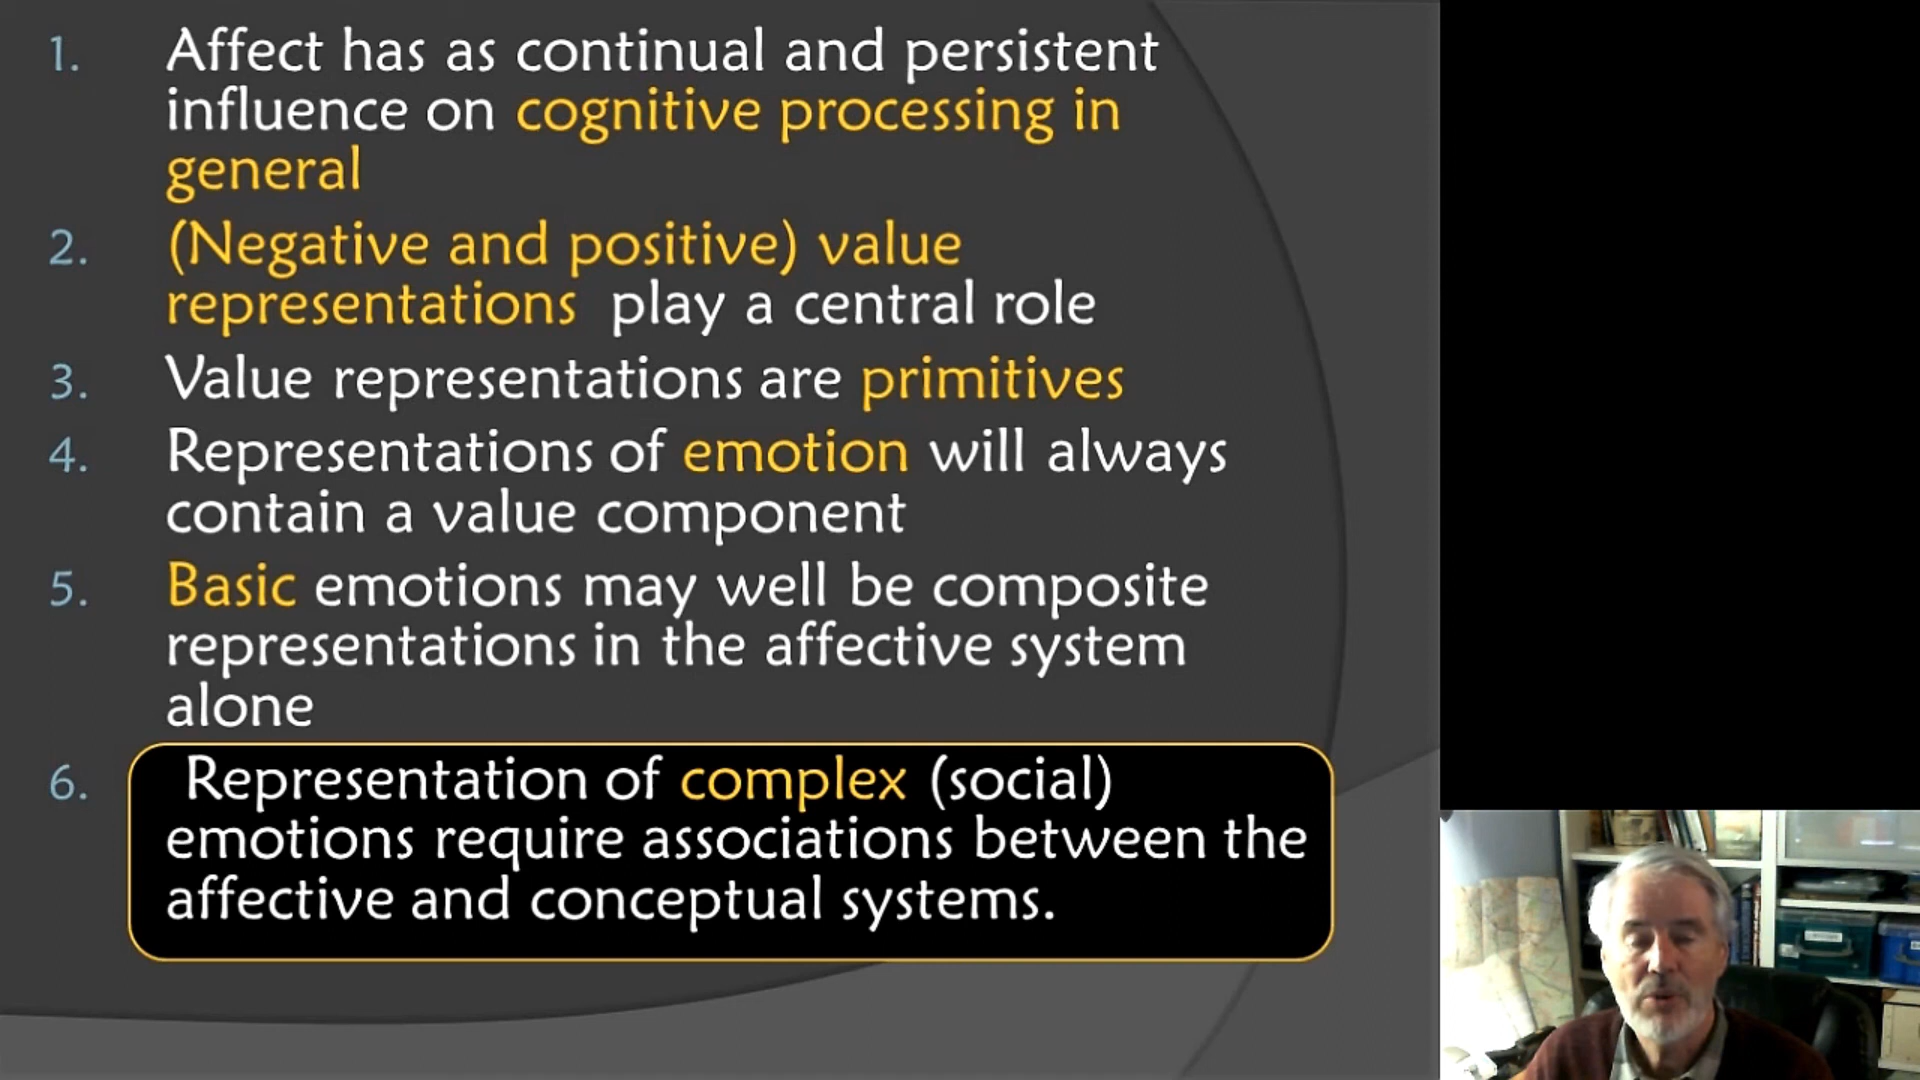 1. Affect has as continual and persistent
influence on cognitive processing in
general
2. (Negative and positive) value
representations play a central role
3. Value representations are primitives
4. Representations of emotion will always
contain a value component
5. Basic emotions may well be composite
representations in the affective system
alone
6. Representation of complex (social)
emotions require associations between the
affective and conceptual systems.